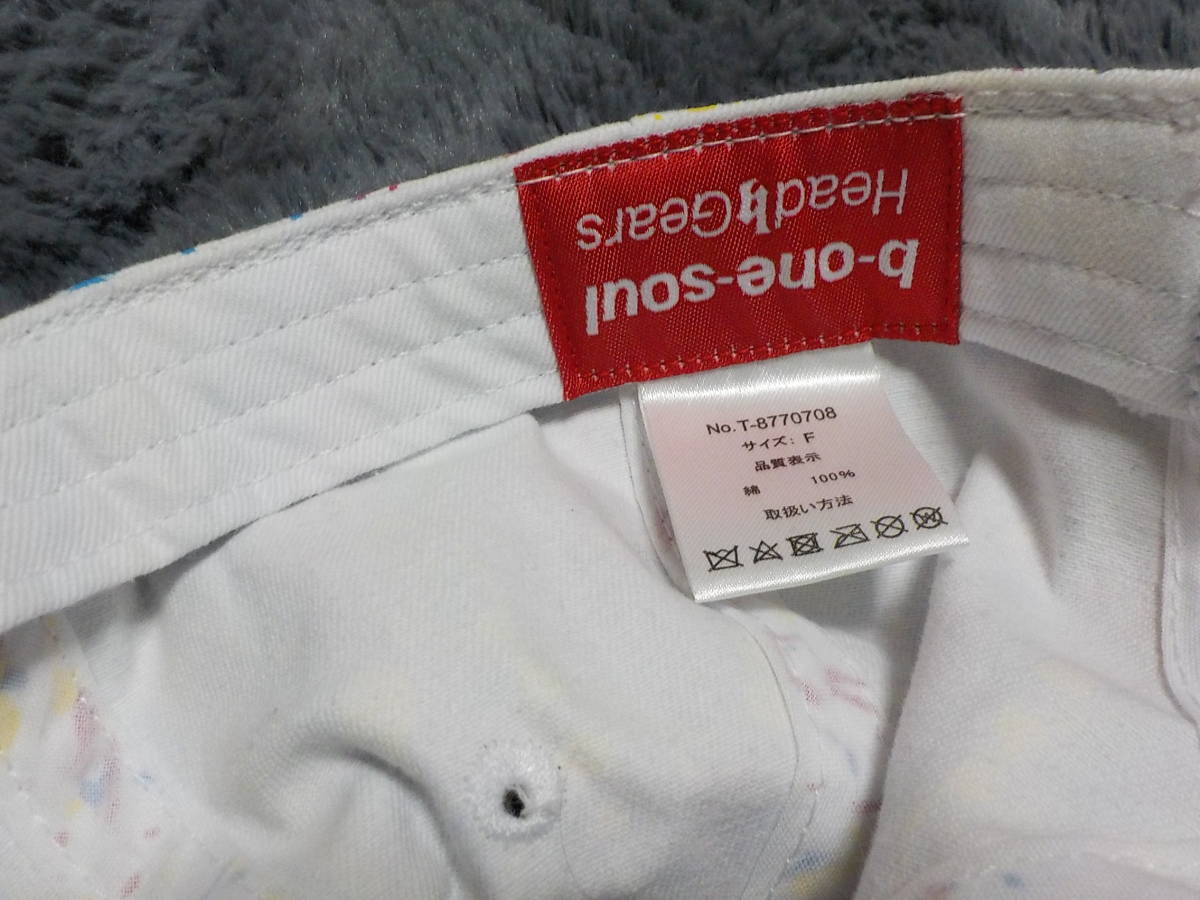 b-one-soul
Head Gears
No.T-8770708
サイズ: F
品質表示
綿 100%
取扱い方法